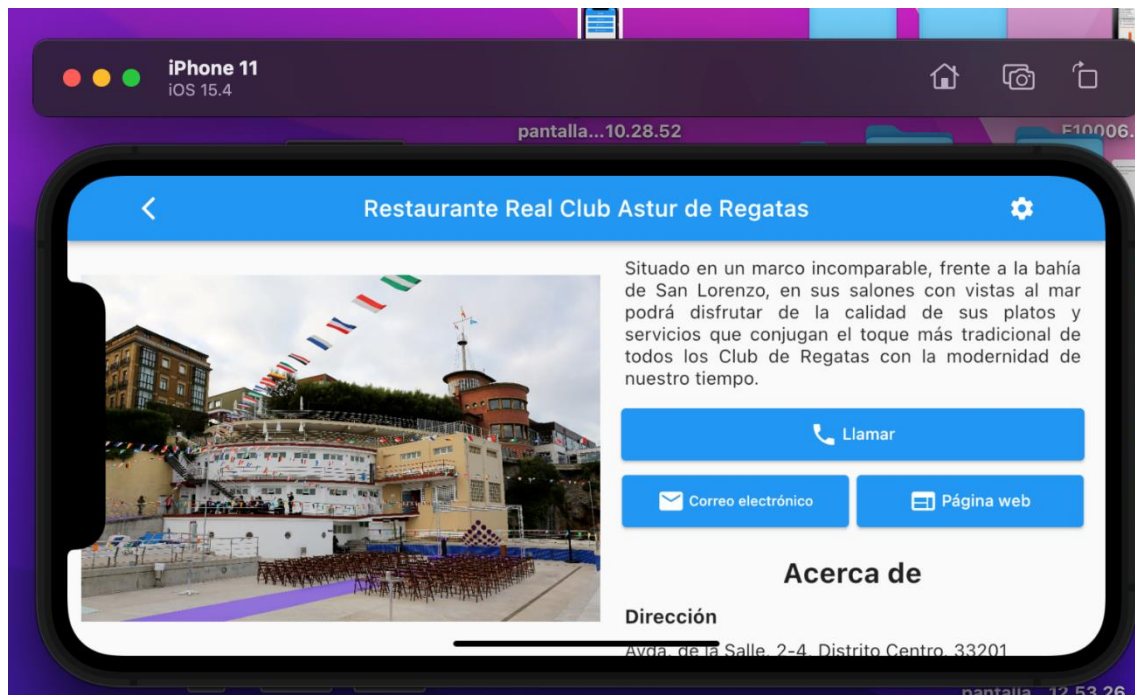 iPhone 11
iOS 15.4
pantalla...10.28.52
F10006.
Restaurante Real Club Astur de Regatas
Situado en un marco incomparable, frente a la bahía
de San Lorenzo, en sus salones con vistas al mar
podrá disfrutar de la calidad de sus platos y
servicios que conjugan el toque más tradicional de
todos los Club de Regatas con la modernidad de
nuestro tiempo.
Llamar
Correo electrónico
Página web
Acerca de
Dirección
Avda. de la Salle, 2-4, Distrito Centro, 33201
pantalla...12.53.26